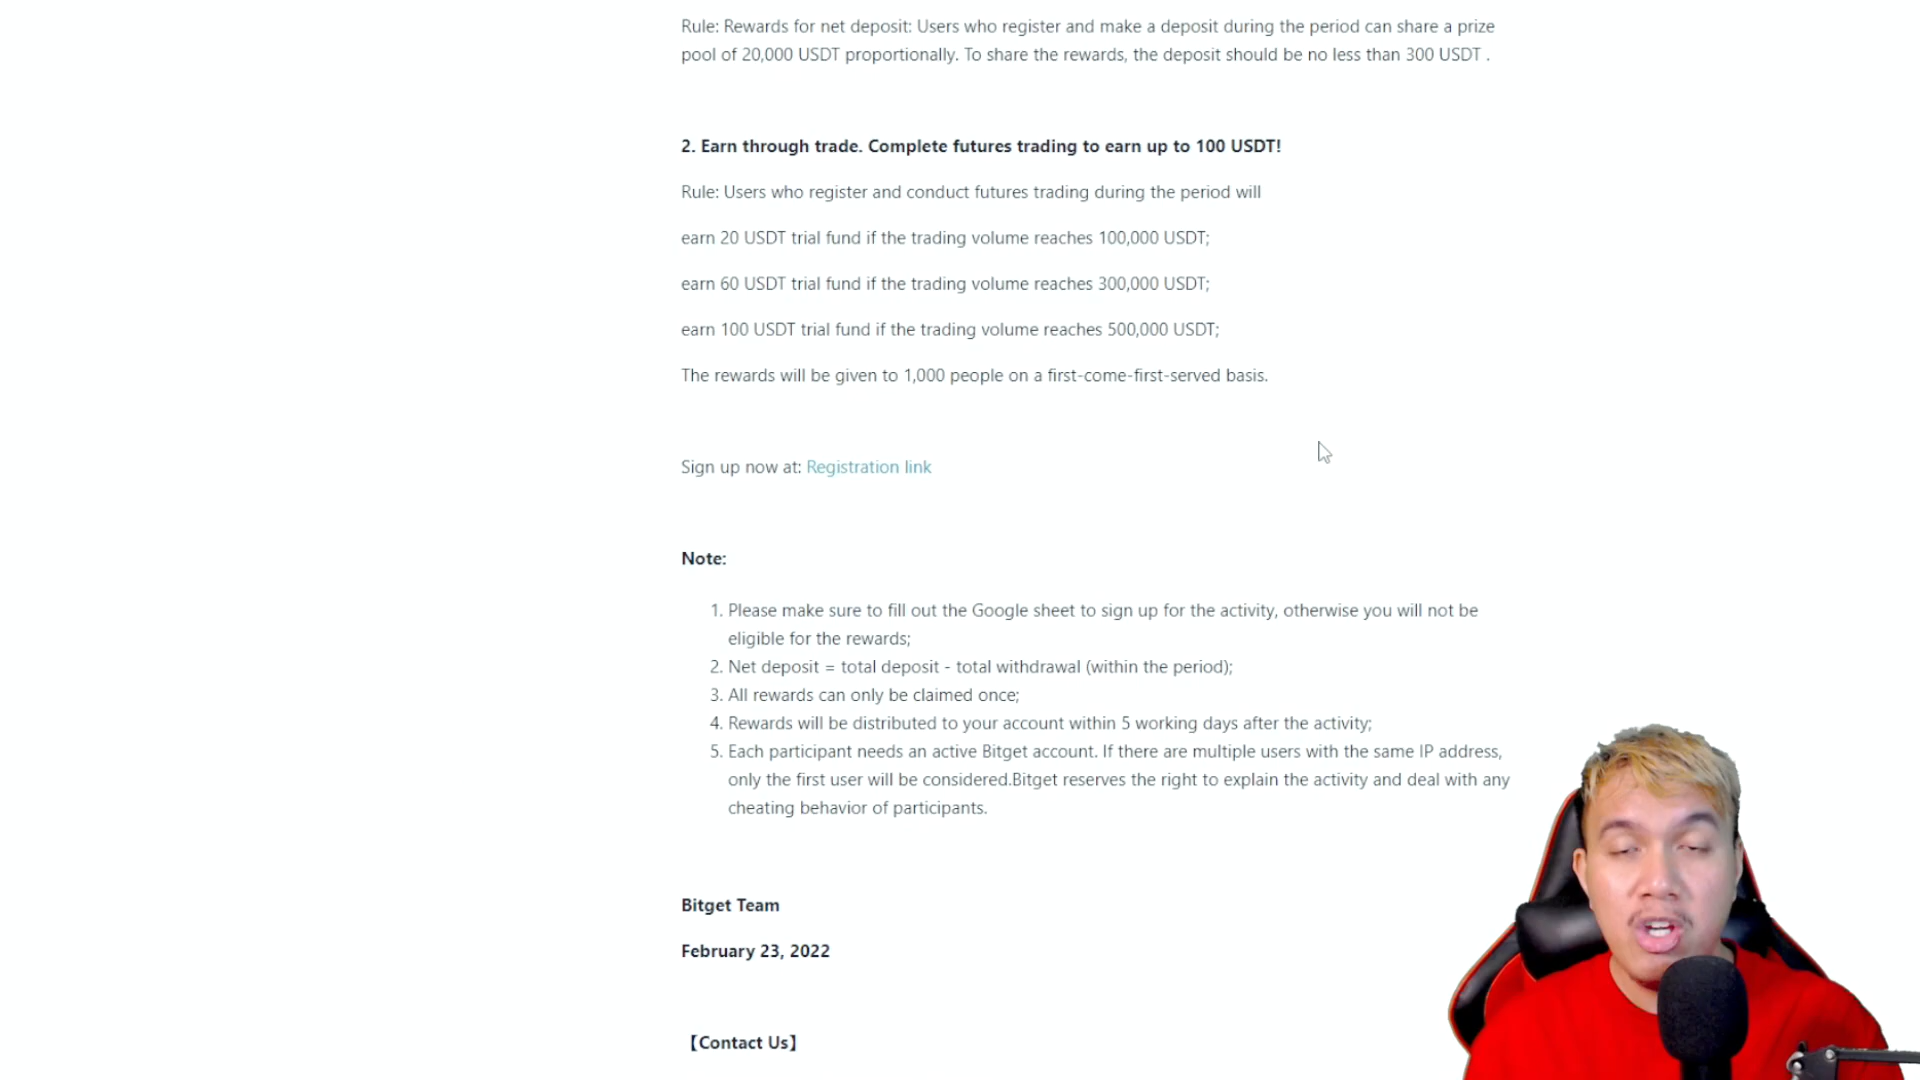 Rule: Rewards for net deposit: Users who register and make a deposit during the period can share a prize
pool of 20,000 USDT proportionally. To share the rewards, the deposit should be no less than 300 USDT .
2. Earn through trade. Complete futures trading to earn up to 100 USDT!
Rule: Users who register and conduct futures trading during the period will
earn 20 USDT trial fund if the trading volume reaches 100,000 USDT;
earn 60 USDT trial fund if the trading volume reaches 300,000 USDT;
earn 100 USDT trial fund if the trading volume reaches 500,000 USDT;
The rewards will be given to 1,000 people on a first-come-first-served basis.
Sign up now at: Registration link
Note:
1. Please make sure to fill out the Google sheet to sign up for the activity, otherwise you will not be
eligible for the rewards;
2. Net deposit = total deposit - total withdrawal (within the period);
3. All rewards can only be claimed once;
4. Rewards will be distributed to your account within 5 working days after the activity;
5. Each participant needs an active Bitget account. If there are multiple users with the same IP address,
only the first user will be considered.Bitget reserves the right to explain the activity and deal with any
cheating behavior of participants.
Bitget Team
February 23, 2022
【Contact Us】